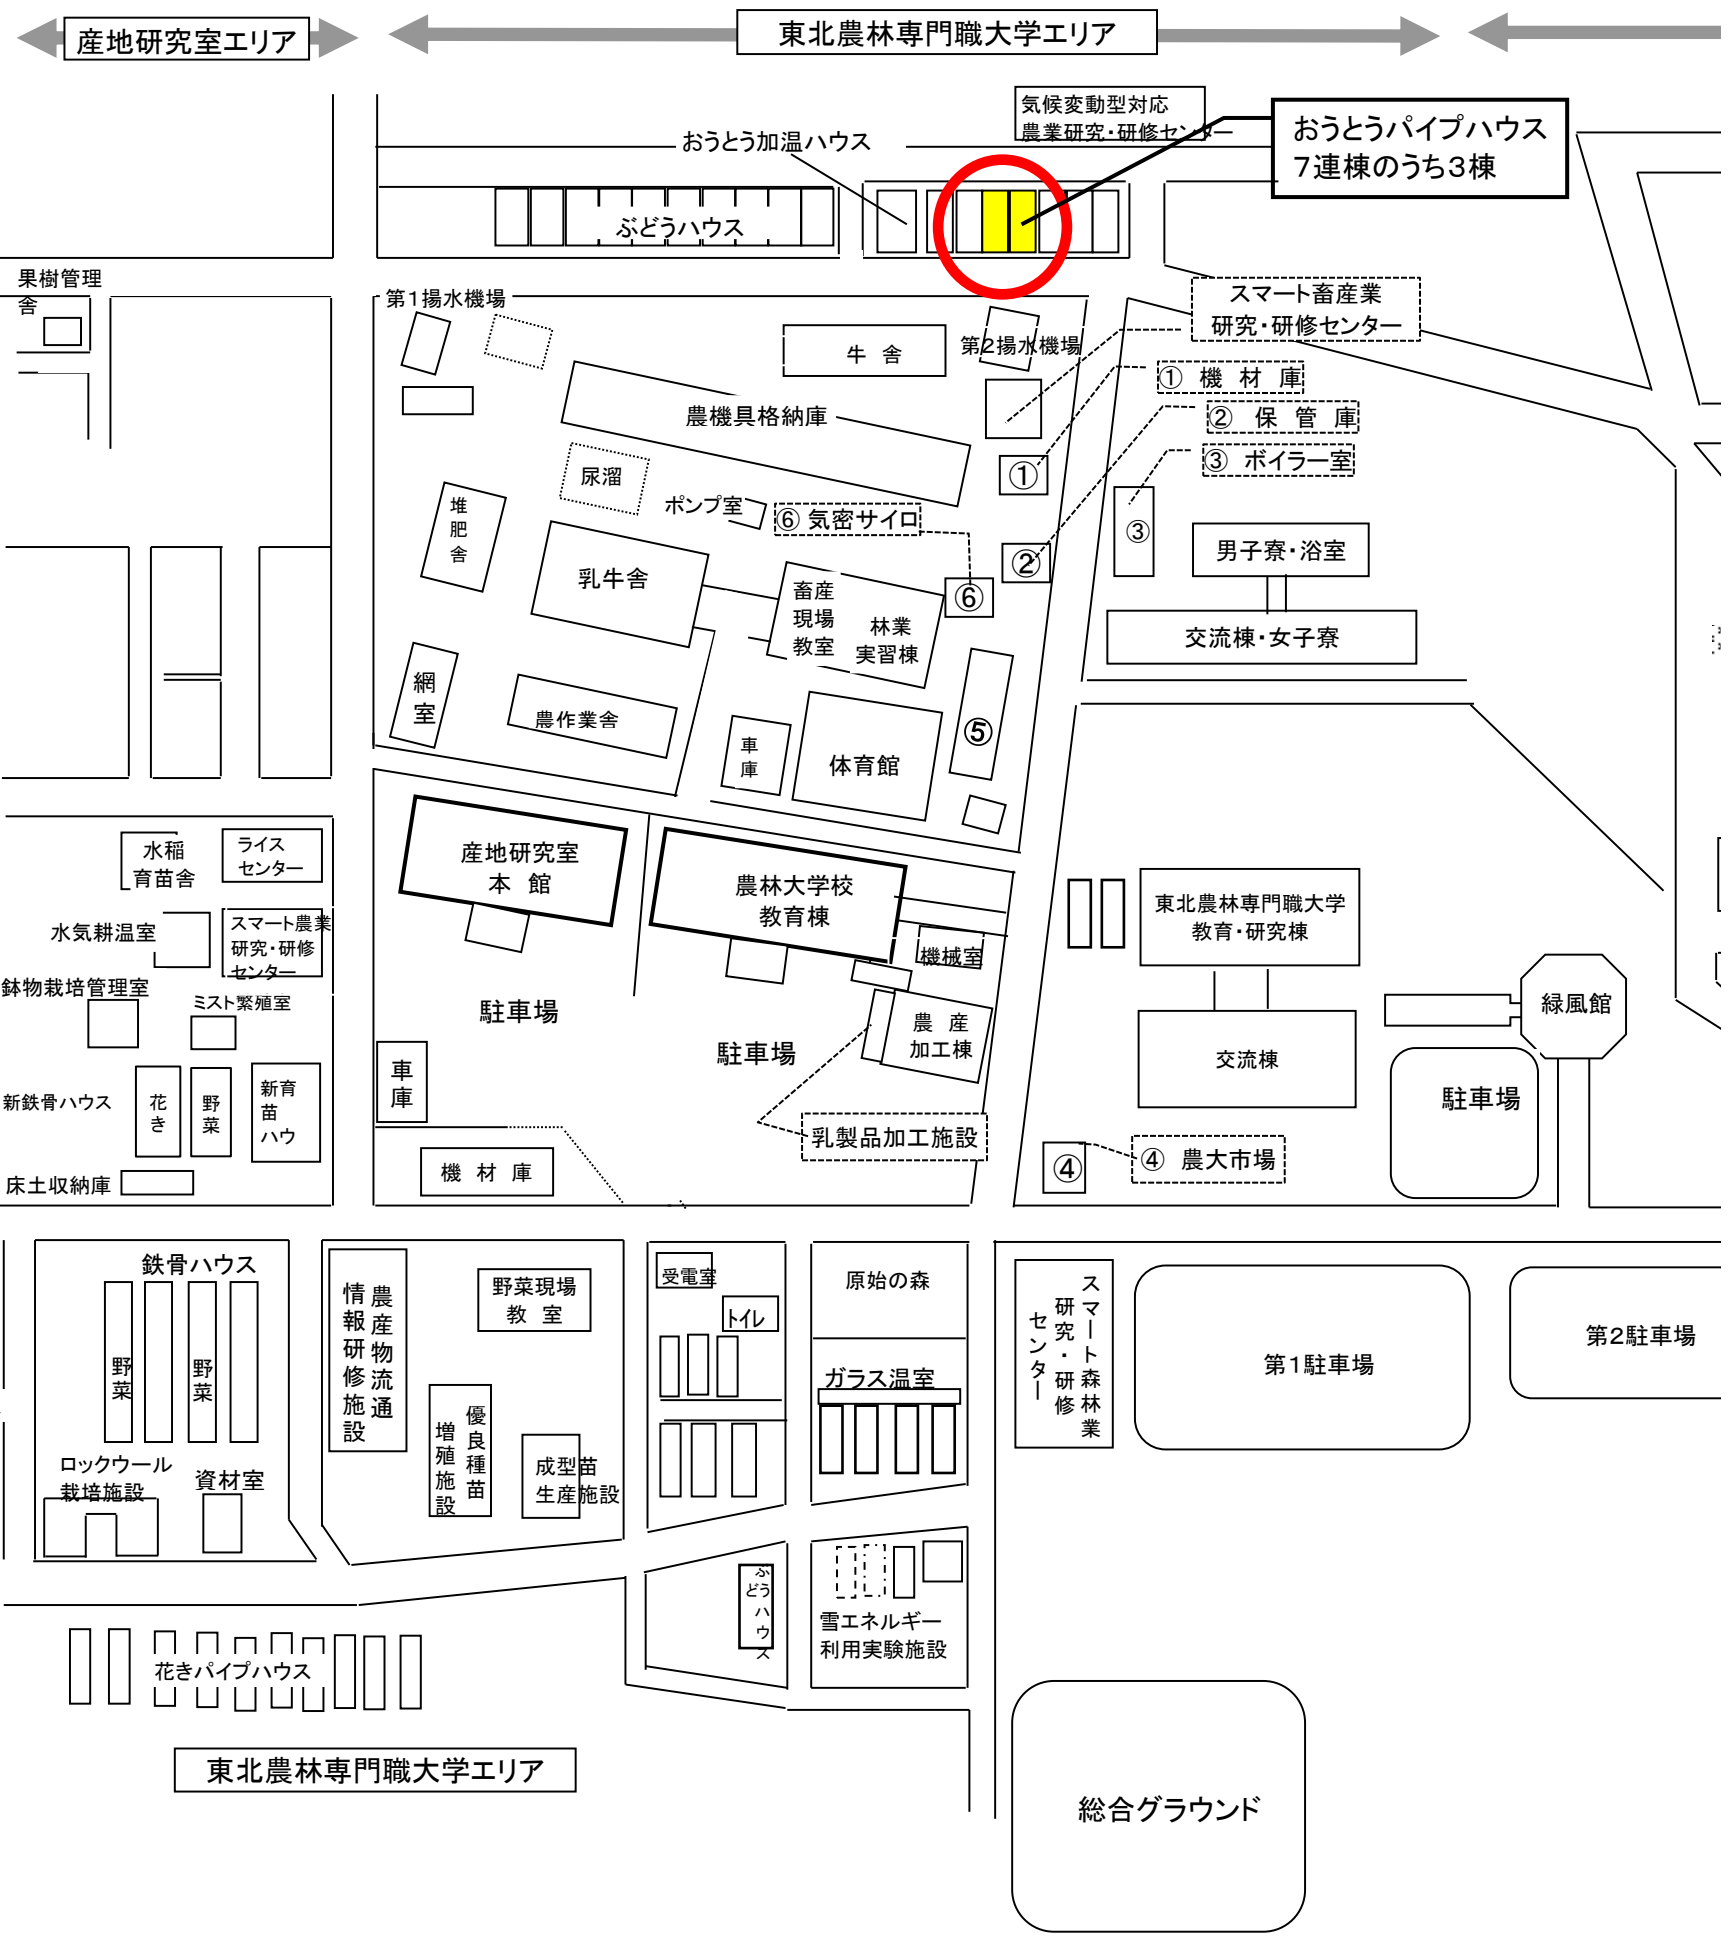 産地研究室エリア
東北農林専門職大学エリア
気候変動型対応
農業研究・研修センター
おうとうパイプハウス
７連棟のうち３棟
おうとう加温ハウス
ぶどうハウス
果樹管理
舎
第１揚水機場
スマート畜産業
研究・研修センター
牛 舎
第２揚水機場
① 機 材 庫
② 保 管 庫
③ ボイラー室
農機具格納庫
尿溜
①
堆肥舎
ポンプ室
⑥ 気密サイロ
③
男子寮・浴室
②
乳牛舎
⑥
畜産
現場
教室
林業
実習棟
交流棟・女子寮
網室
農作業舎
車庫
体育館
⑤
水稲
育苗舎
ライス
センター
産地研究室
本 館
農林大学校
教育棟
東北農林専門職大学
教育・研究棟
水気耕温室
スマート農業
研究・研修
センター
機械室
鉢物栽培管理室
ミスト繁殖室
駐車場
駐車場
農 産
加工棟
緑風館
交流棟
新鉄骨ハウス
花き
野菜
新育
苗
ハウ
車庫
駐車場
乳製品加工施設
④
④ 農大市場
床土収納庫
機 材 庫
鉄骨ハウス
野菜
野菜
農産物流通
情報研修施設
野菜現場
教 室
受電室
トイレ
原始の森
スマート森林業
研究・研修
センター
第１駐車場
第２駐車場
ガラス温室
優良種苗
増殖施設
ロックウール
栽培施設
資材室
成型苗
生産施設
ぶどうハウス
雪エネルギー
利用実験施設
花きパイプハウス
東北農林専門職大学エリア
総合グラウンド